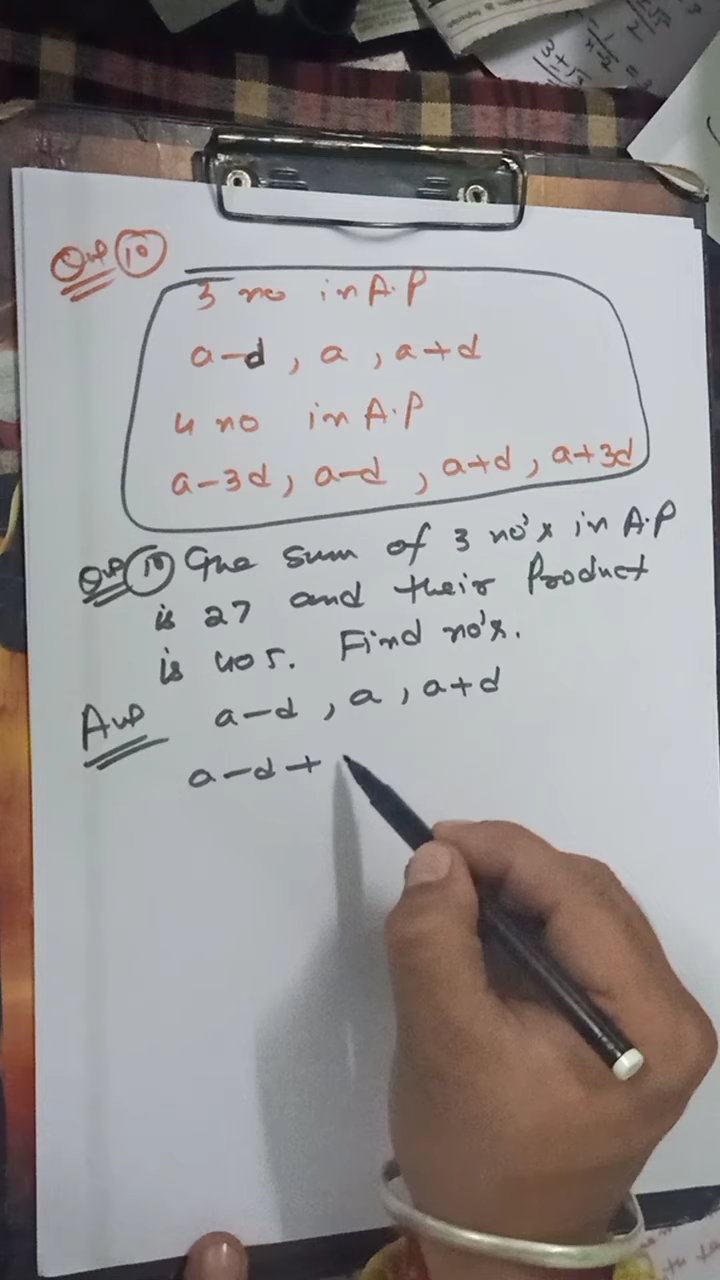 Que 10
3 no in A.P
a-d, a, a+d
4 no in A.P
a-3d, a-d, a+d, a+3d
Que 10 The sum of 3 no's in A.P
is 27 and their Product
is 405. Find no's.
Ans a-d, a, a+d
a-d+